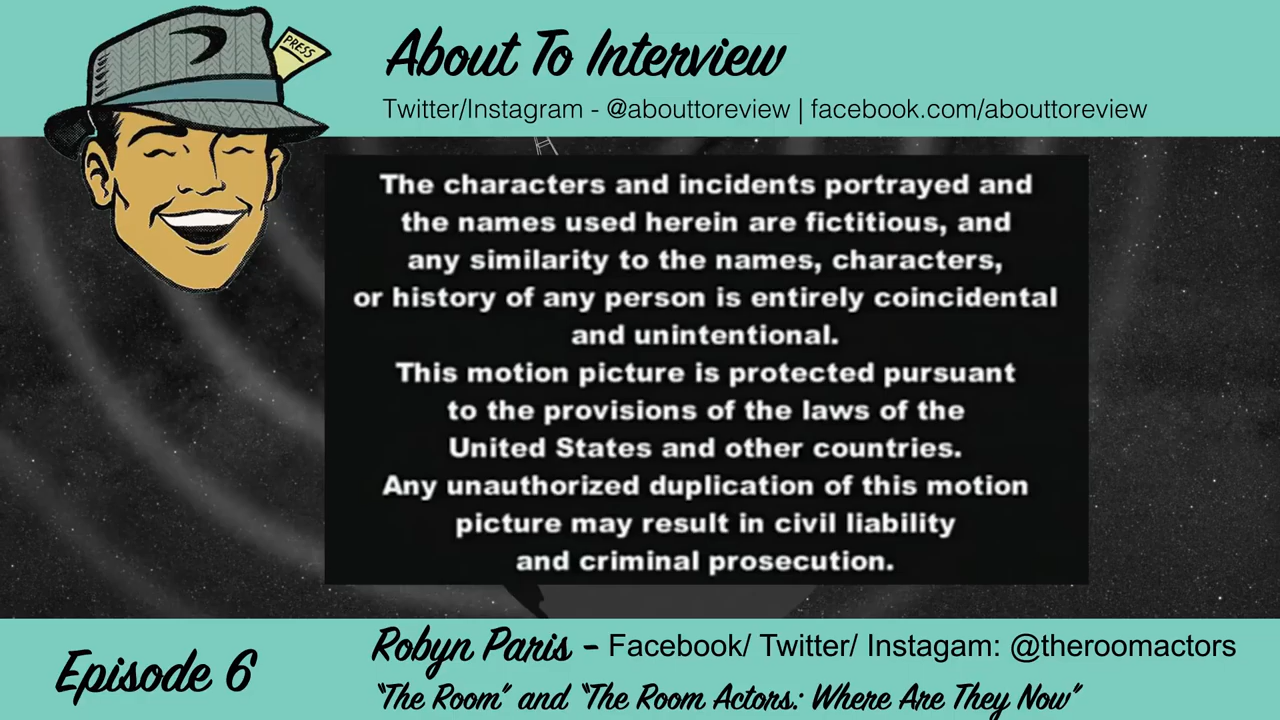 PRESS
About To Interview
Twitter/Instagram - @abouttoreview | facebook.com/abouttoreview
The characters and incidents portrayed and
the names used herein are fictitious, and
any similarity to the names, characters,
or history of any person is entirely coincidental
and unintentional.
This motion picture is protected pursuant
to the provisions of the laws of the
United States and other countries.
Any unauthorized duplication of this motion
picture may result in civil liability
and criminal prosecution.
Episode 6
Robyn Paris - Facebook/ Twitter/ Instagam: @theroomactors
"The Room" and "The Room Actors: Where Are They Now"